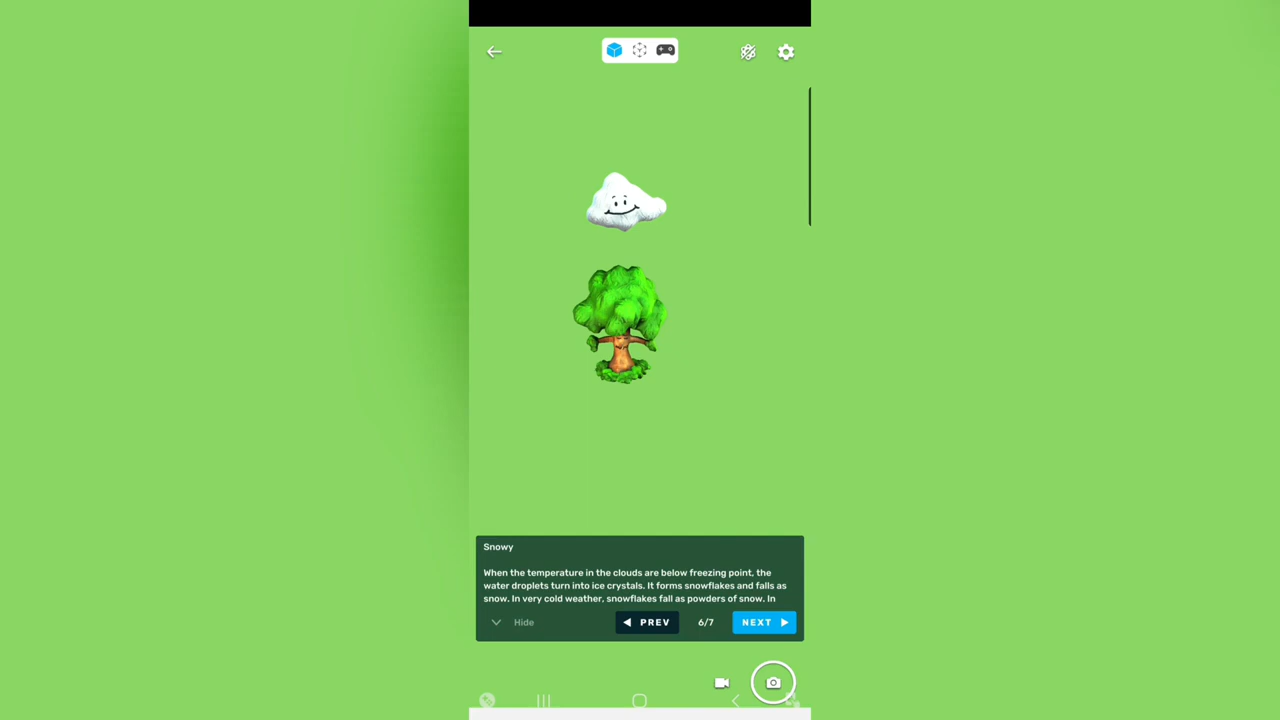 Snowy
When the temperature in the clouds are below freezing point, the
water droplets turn into ice crystals. It forms snowflakes and falls as
snow. In very cold weather, snowflakes fall as powders of snow. In
Hide
PREV
6/7
NEXT